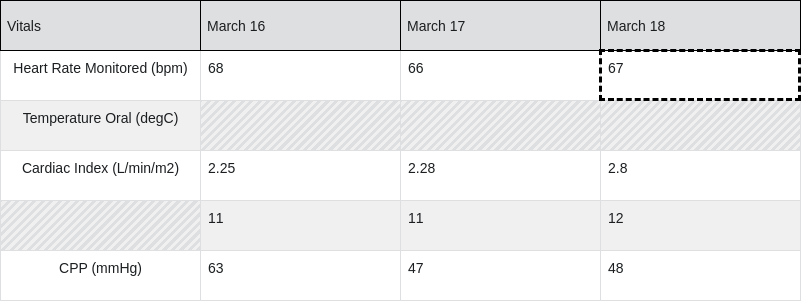 Vitals March 16 March 17 March 18
Heart Rate Monitored (bpm) 68 66 67
Temperature Oral (degC)
Cardiac Index (L/min/m2) 2.25 2.28 2.8
11 11 12
CPP (mmHg) 63 47 48